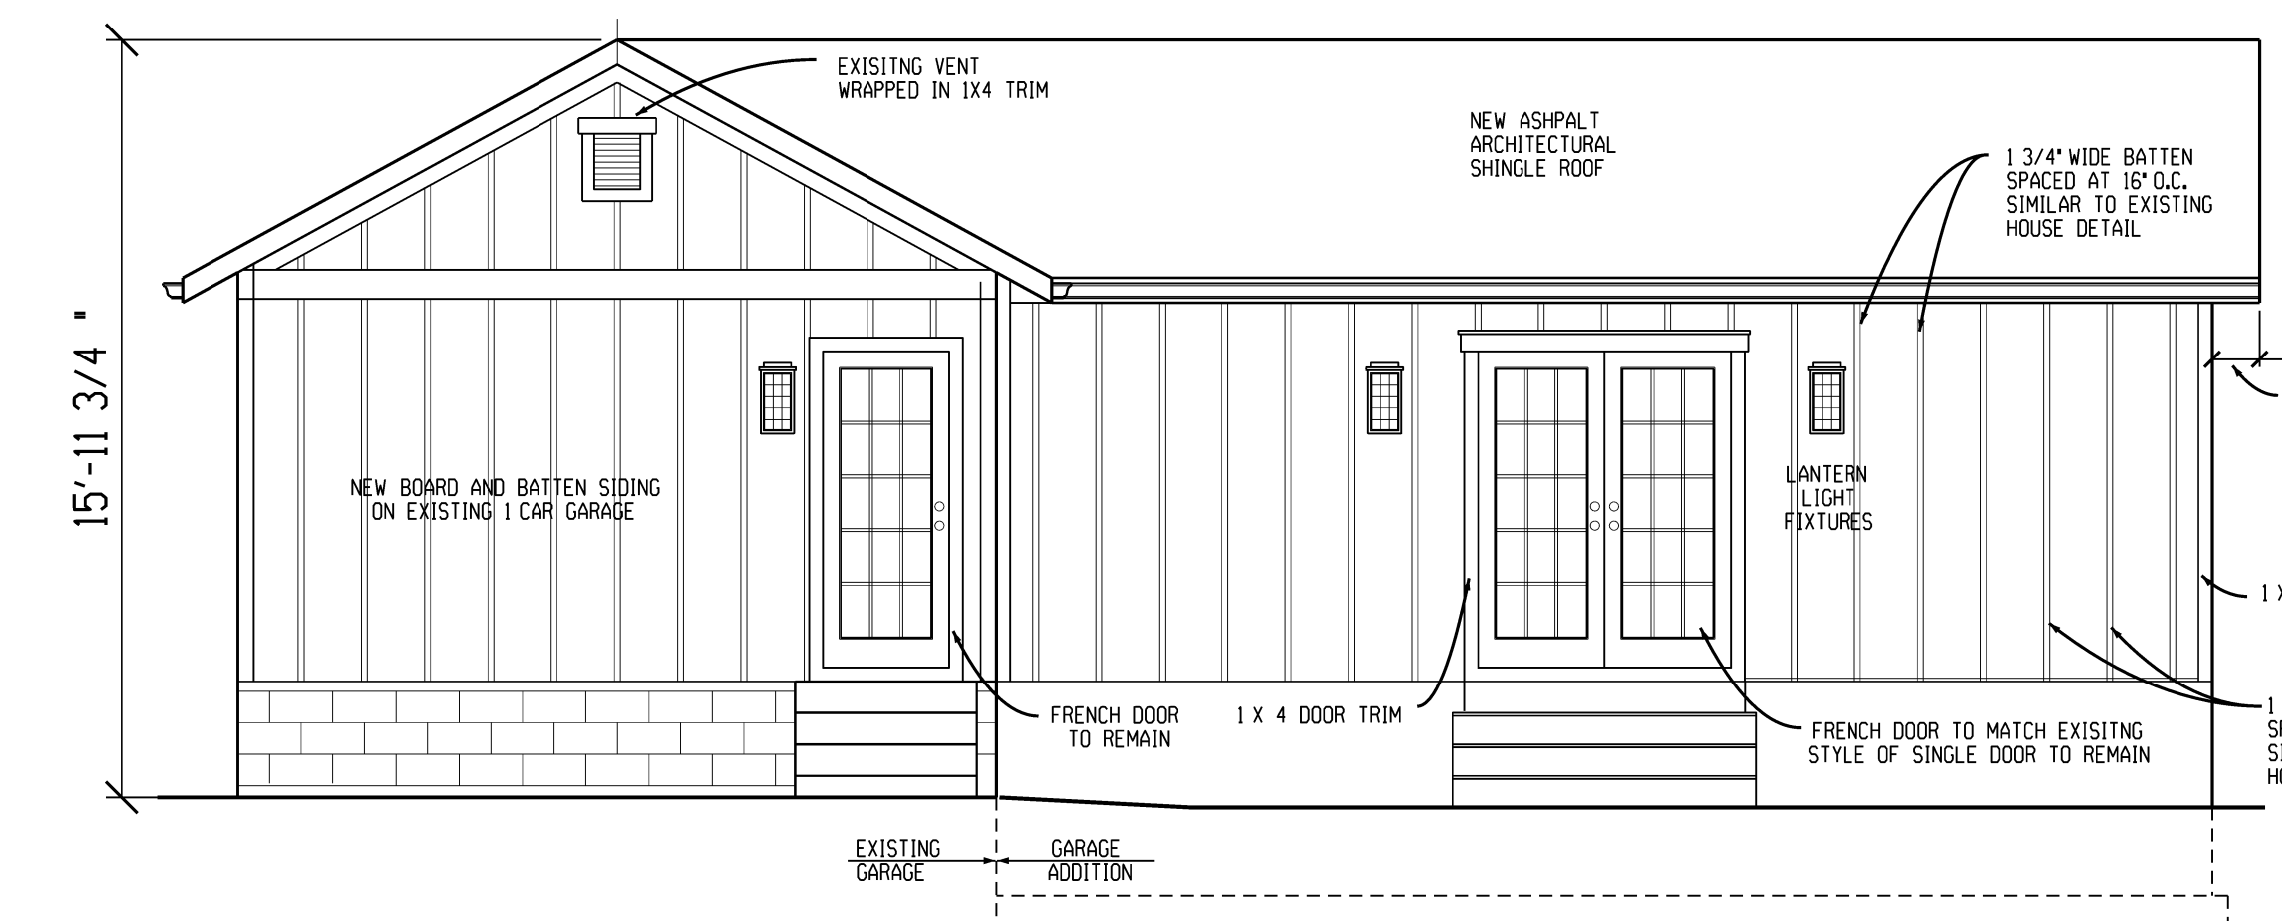 EXISITNG VENT
WRAPPED IN 1X4 TRIM
NEW ASHPALT
ARCHITECTURAL
SHINGLE ROOF
1 3/4" WIDE BATTEN
SPACED AT 16" O.C.
SIMILAR TO EXISTING
HOUSE DETAIL
15'-11 3/4 "
NEW BOARD AND BATTEN SIDING
ON EXISTING 1 CAR GARAGE
LANTERN
LIGHT
FIXTURES
1 X
FRENCH DOOR
TO REMAIN
1 X 4 DOOR TRIM
FRENCH DOOR TO MATCH EXISITNG
STYLE OF SINGLE DOOR TO REMAIN
1
EXISTING
GARAGE
GARAGE
ADDITION